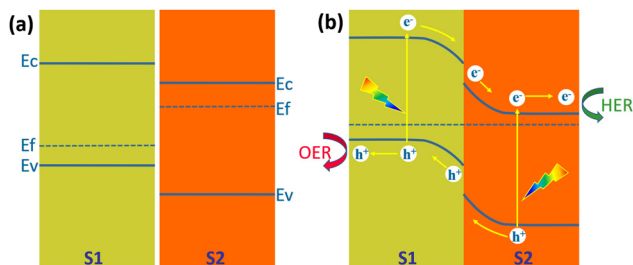 (a)
Ec
Ec
Ef
Ef
Ev
Ev
S1
S2
(b)
e-
e-
e-
e-
HER
OER
h+
h+
h+
h+
S1
S2